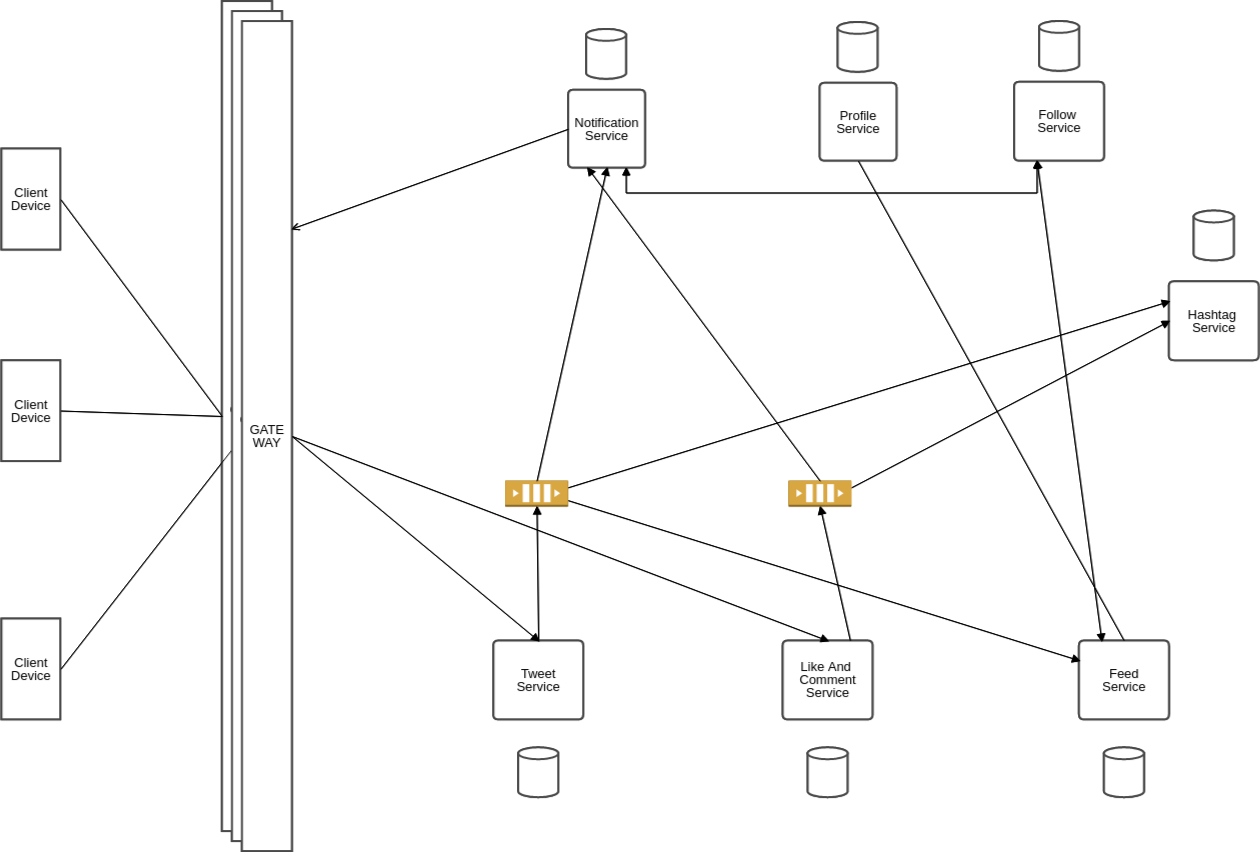 Notification
Service
Profile
Service
Follow
Service
Client
Device
Hashtag
Service
Client
Device
GATE
WAY
Client
Device
Tweet
Service
Like And
Comment
Service
Feed
Service